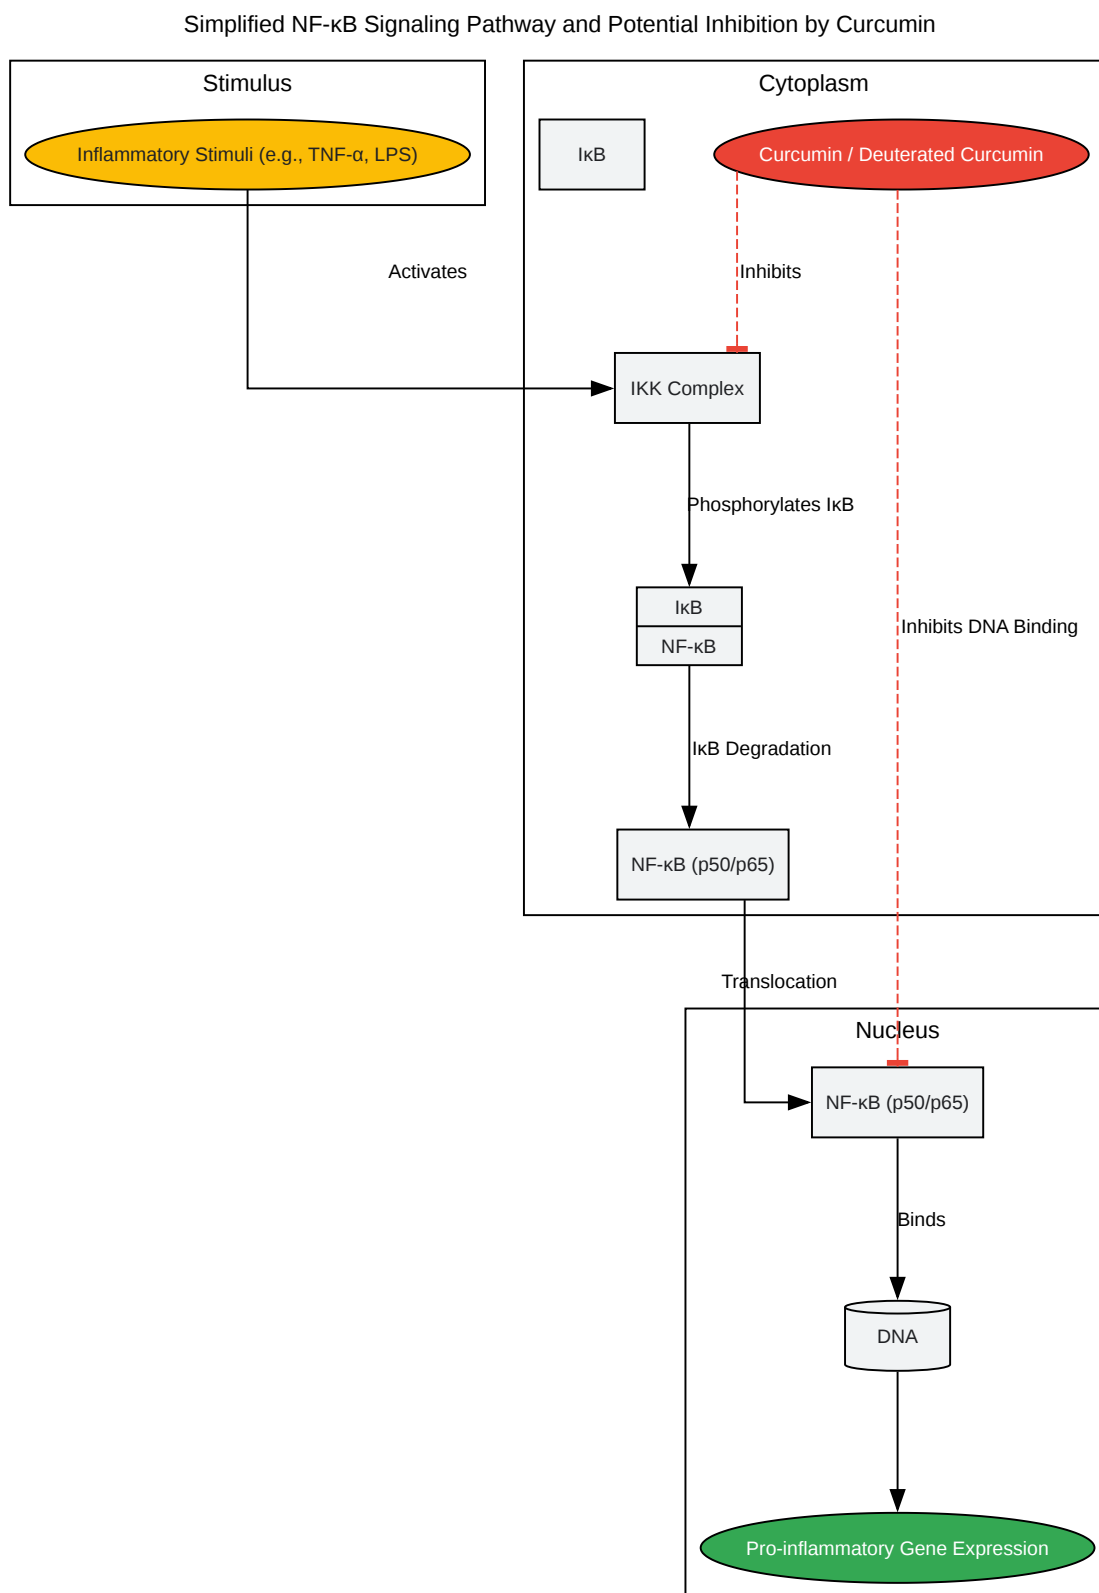 Simplified NF-κB Signaling Pathway and Potential Inhibition by Curcumin
Stimulus
Cytoplasm
Inflammatory Stimuli (e.g., TNF-α, LPS)
IκB
Curcumin / Deuterated Curcumin
Activates
Inhibits
IKK Complex
Phosphorylates IκB
IκB
NF-κB
Inhibits DNA Binding
IκB Degradation
NF-κB (p50/p65)
Translocation
Nucleus
NF-κB (p50/p65)
Binds
DNA
Pro-inflammatory Gene Expression